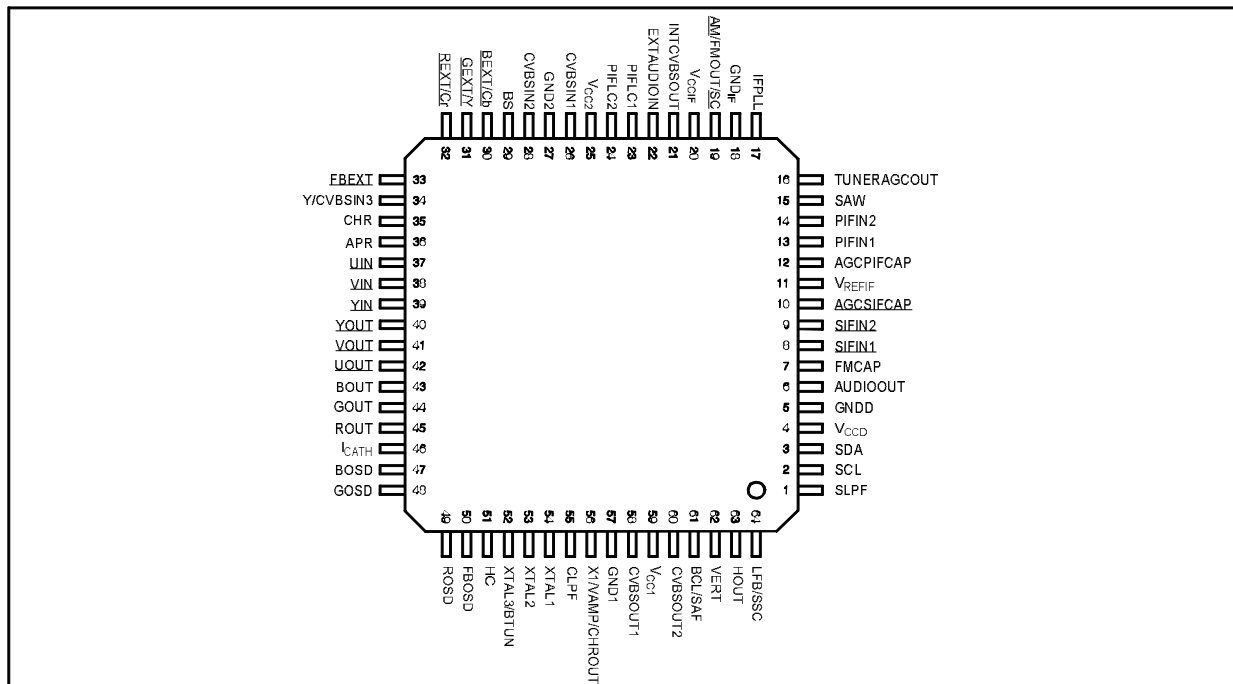 REXT/Cr
GEXT/Y
BEXT/Cb
BS
CVBSIN2
GND2
CVBSIN1
VCC2
PIFLC2
PIFLC1
EXTAUDIOIN
INTCVBSOUT
VCCIF
AM/FMOUT/SC
GNDIF
IFPLL
32 31 30 29 28 27 26 25 24 23 22 21 20 19 18 17
FBEXT 33 16 TUNERAGCOUT
Y/CVBSIN3 34 15 SAW
CHR 35 14 PIFIN2
APR 36 13 PIFIN1
UIN 37 12 AGCPIFCAP
VIN 38 11 VREFIF
YIN 39 10 AGCSIFCAP
YOUT 40 9 SIFIN2
VOUT 41 8 SIFIN1
UOUT 42 7 FMCAP
BOUT 43 6 AUDIOOUT
GOUT 44 5 GNDD
ROUT 45 4 VCCD
ICATH 46 3 SDA
BOSD 47 2 SCL
GOSD 48 1 SLPF
49 50 51 52 53 54 55 56 57 58 59 60 61 62 63 64
ROSD
FBOSD
HC
XTAL3/BTUN
XTAL2
XTAL1
CLPF
X1/VAMP/CHROUT
GND1
CVBSOUT1
VCC1
CVBSOUT2
BCL/SAF
VERT
HOUT
LFB/SSC